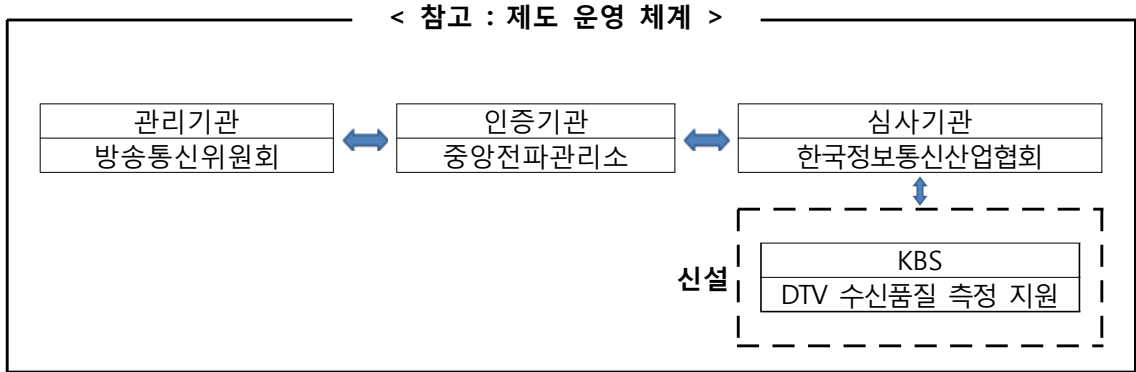 < 참고 : 제도 운영 체계 >
관리기관
방송통신위원회
인증기관
중앙전파관리소
심사기관
한국정보통신산업협회
신설
KBS
DTV 수신품질 측정 지원